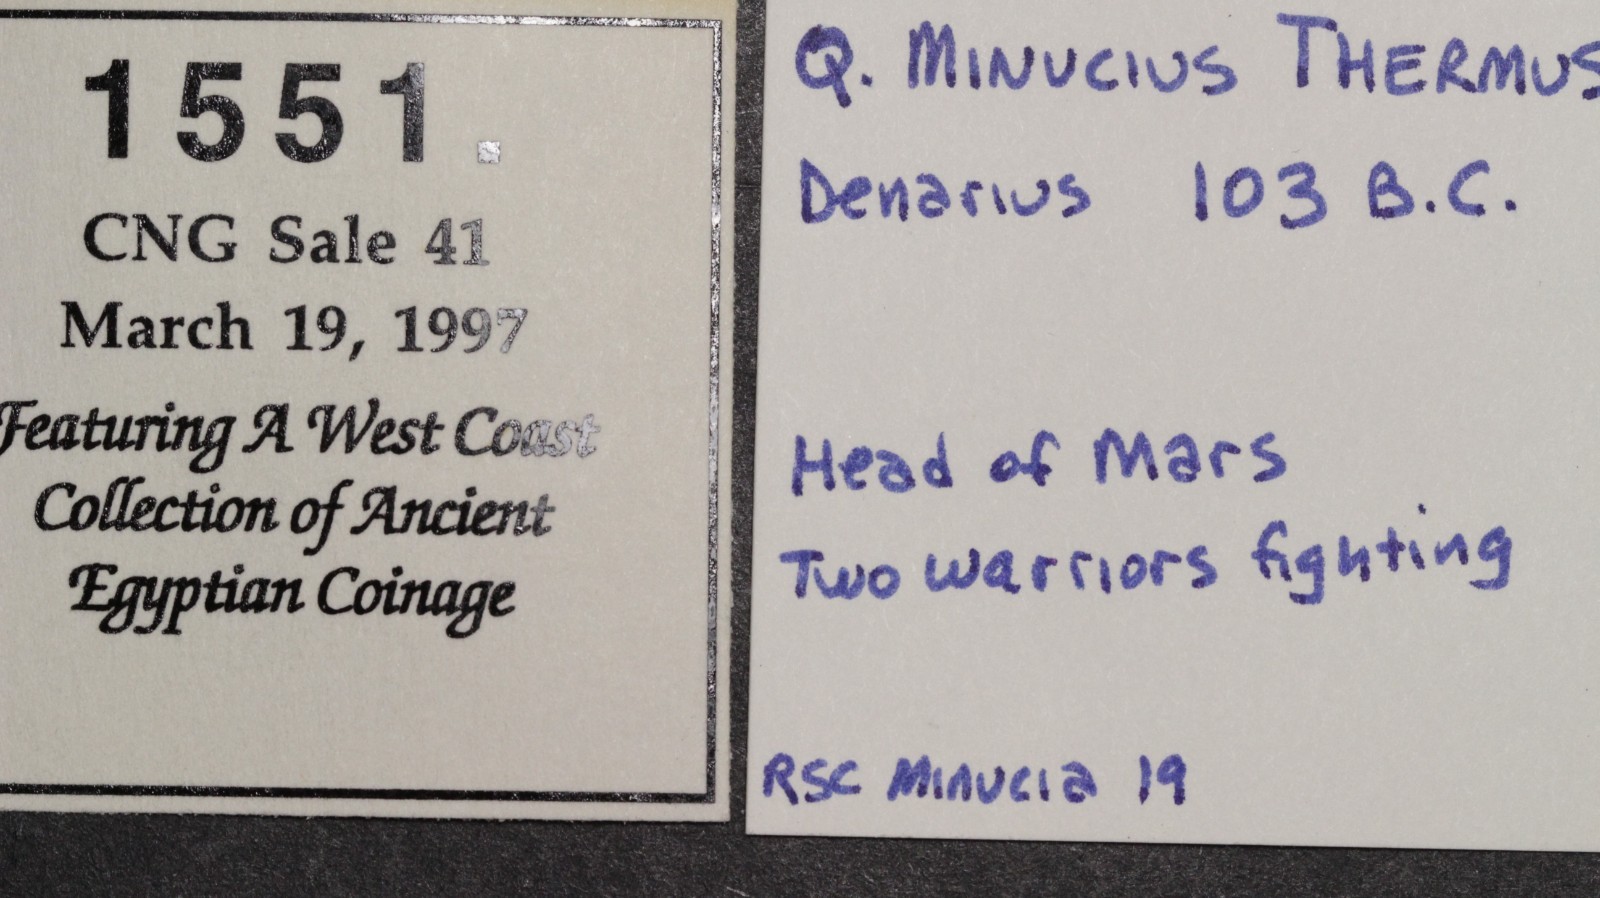 1551.
CNG Sale 41
March 19, 1997
Featuring A West Coast
Collection of Ancient
Egyptian Coinage
Q. MINUCIUS THERMUS
Denarius 103 B.C.
Head of Mars
Two warriors fighting
RSC Minucia 19